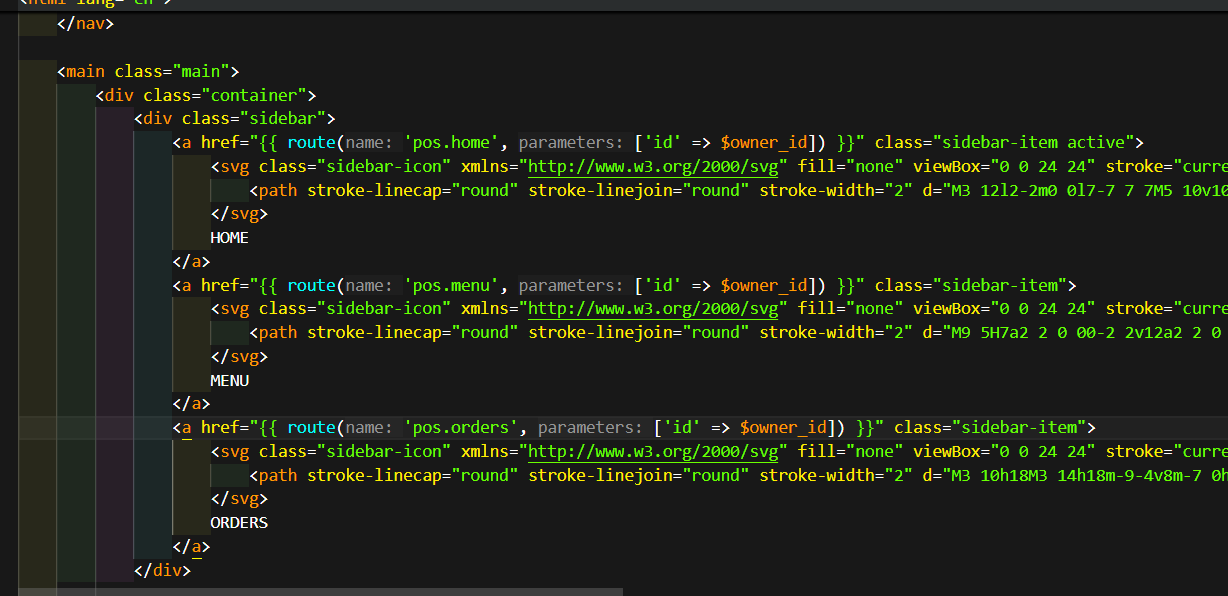 <html lang="en">
</nav>
<main class="main">
<div class="container">
<div class="sidebar">
<a href="{{ route(name: 'pos.home', parameters: ['id' => $owner_id]) }}" class="sidebar-item active">
<svg class="sidebar-icon" xmlns="http://www.w3.org/2000/svg" fill="none" viewBox="0 0 24 24" stroke="curre
<path stroke-linecap="round" stroke-linejoin="round" stroke-width="2" d="M3 12l2-2m0 0l7-7 7 7M5 10v10
</svg>
HOME
</a>
<a href="{{ route(name: 'pos.menu', parameters: ['id' => $owner_id]) }}" class="sidebar-item">
<svg class="sidebar-icon" xmlns="http://www.w3.org/2000/svg" fill="none" viewBox="0 0 24 24" stroke="curre
<path stroke-linecap="round" stroke-linejoin="round" stroke-width="2" d="M9 5H7a2 2 0 00-2 2v12a2 2 0
</svg>
MENU
</a>
<a href="{{ route(name: 'pos.orders', parameters: ['id' => $owner_id]) }}" class="sidebar-item">
<svg class="sidebar-icon" xmlns="http://www.w3.org/2000/svg" fill="none" viewBox="0 0 24 24" stroke="curre
<path stroke-linecap="round" stroke-linejoin="round" stroke-width="2" d="M3 10h18M3 14h18m-9-4v8m-7 0h
</svg>
ORDERS
</a>
</div>